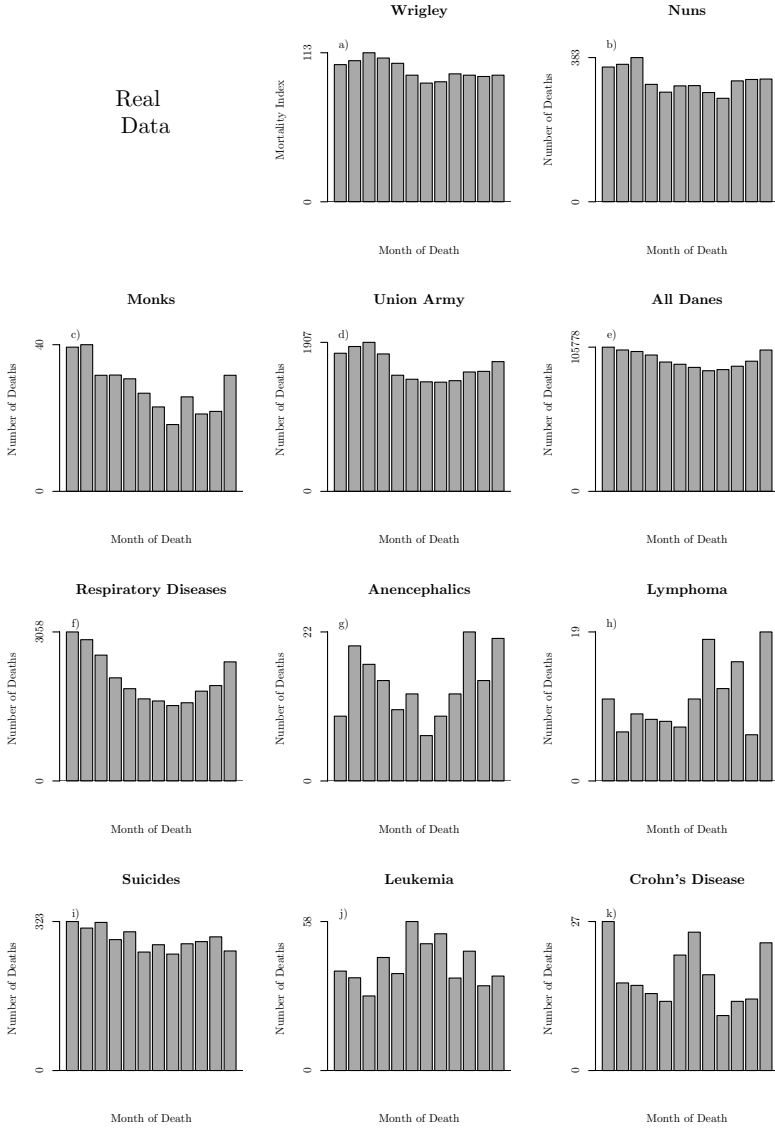 Real
Data
Wrigley
a)
Mortality Index
113
0
Month of Death
Nuns
b)
Number of Deaths
383
0
Month of Death
Monks
c)
Number of Deaths
40
0
Month of Death
Union Army
d)
Number of Deaths
1907
0
Month of Death
All Danes
e)
Number of Deaths
105778
0
Month of Death
Respiratory Diseases
f)
Number of Deaths
3058
0
Month of Death
Anencephalics
g)
Number of Deaths
22
0
Month of Death
Lymphoma
h)
Number of Deaths
19
0
Month of Death
Suicides
i)
Number of Deaths
323
0
Month of Death
Leukemia
j)
Number of Deaths
58
0
Month of Death
Crohn's Disease
k)
Number of Deaths
27
0
Month of Death